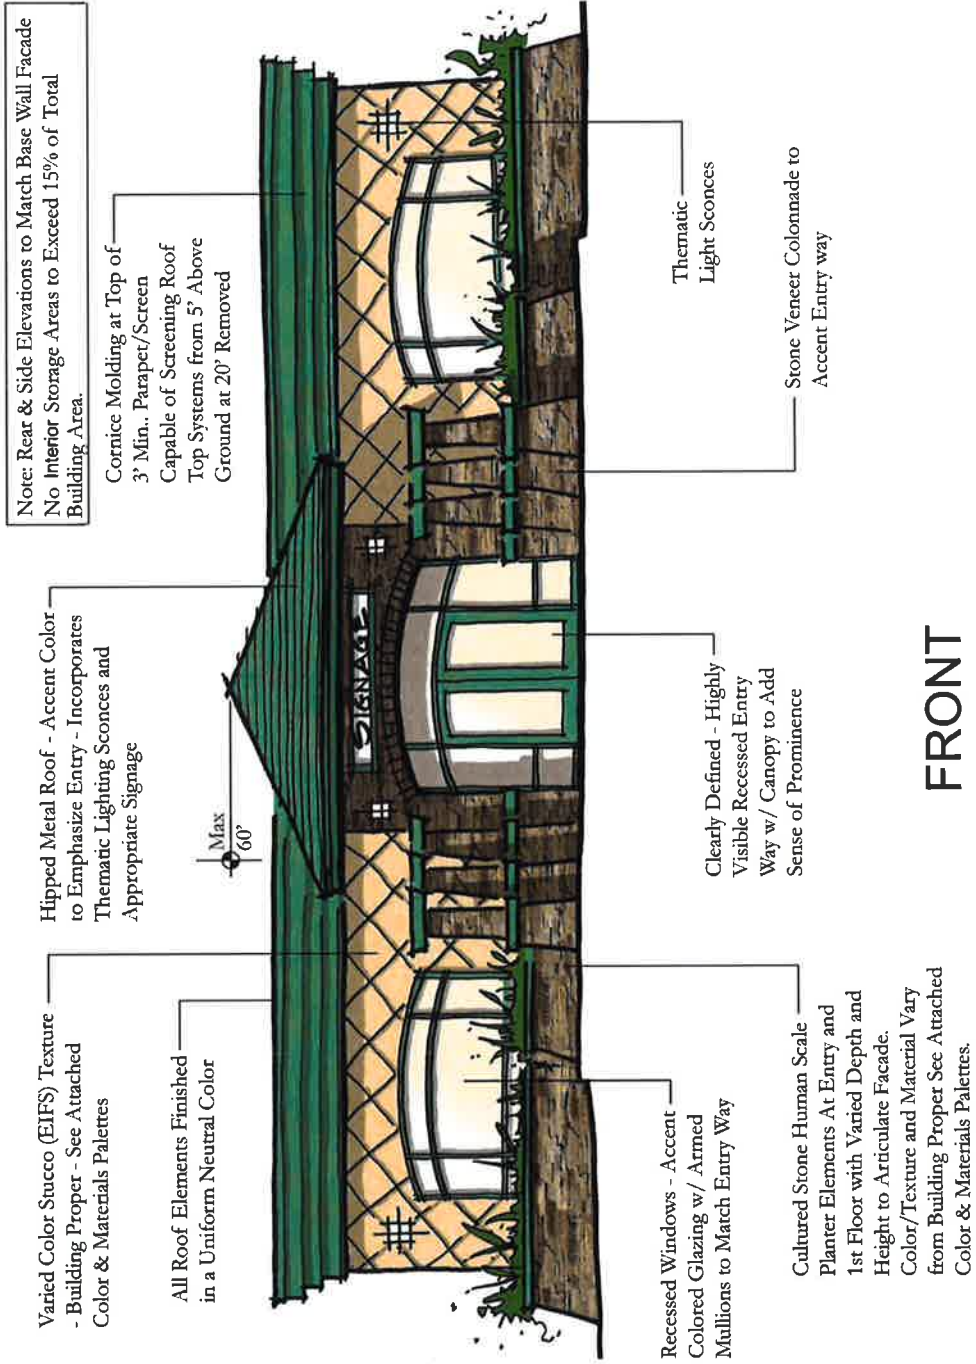 Varied Color Stucco (EIFS) Texture
- Building Proper - See Attached
Color & Materials Palettes
Hipped Metal Roof - Accent Color
to Emphasize Entry - Incorporates
Thematic Lighting Sconces and
Appropriate Signage
Note: Rear & Side Elevations to Match Base Wall Facade
No Interior Storage Areas to Exceed 15% of Total
Building Area.
Cornice Molding at Top of
3' Min.. Parapet/Screen
Capable of Screening Roof
Top Systems from 5' Above
Ground at 20' Removed
All Roof Elements Finished
in a Uniform Neutral Color
Max
60'
SIGNAGE
Recessed Windows - Accent
Colored Glazing w/ Armed
Mullions to Match Entry Way
Clearly Defined - Highly
Visible Recessed Entry
Way w/ Canopy to Add
Sense of Prominence
Thematic
Light Sconces
Stone Veneer Colonnade to
Accent Entry way
Cultured Stone Human Scale
Planter Elements At Entry and
1st Floor with Varied Depth and
Height to Articulate Facade.
Color/Texture and Material Vary
from Building Proper See Attached
Color & Materials Palettes.
FRONT